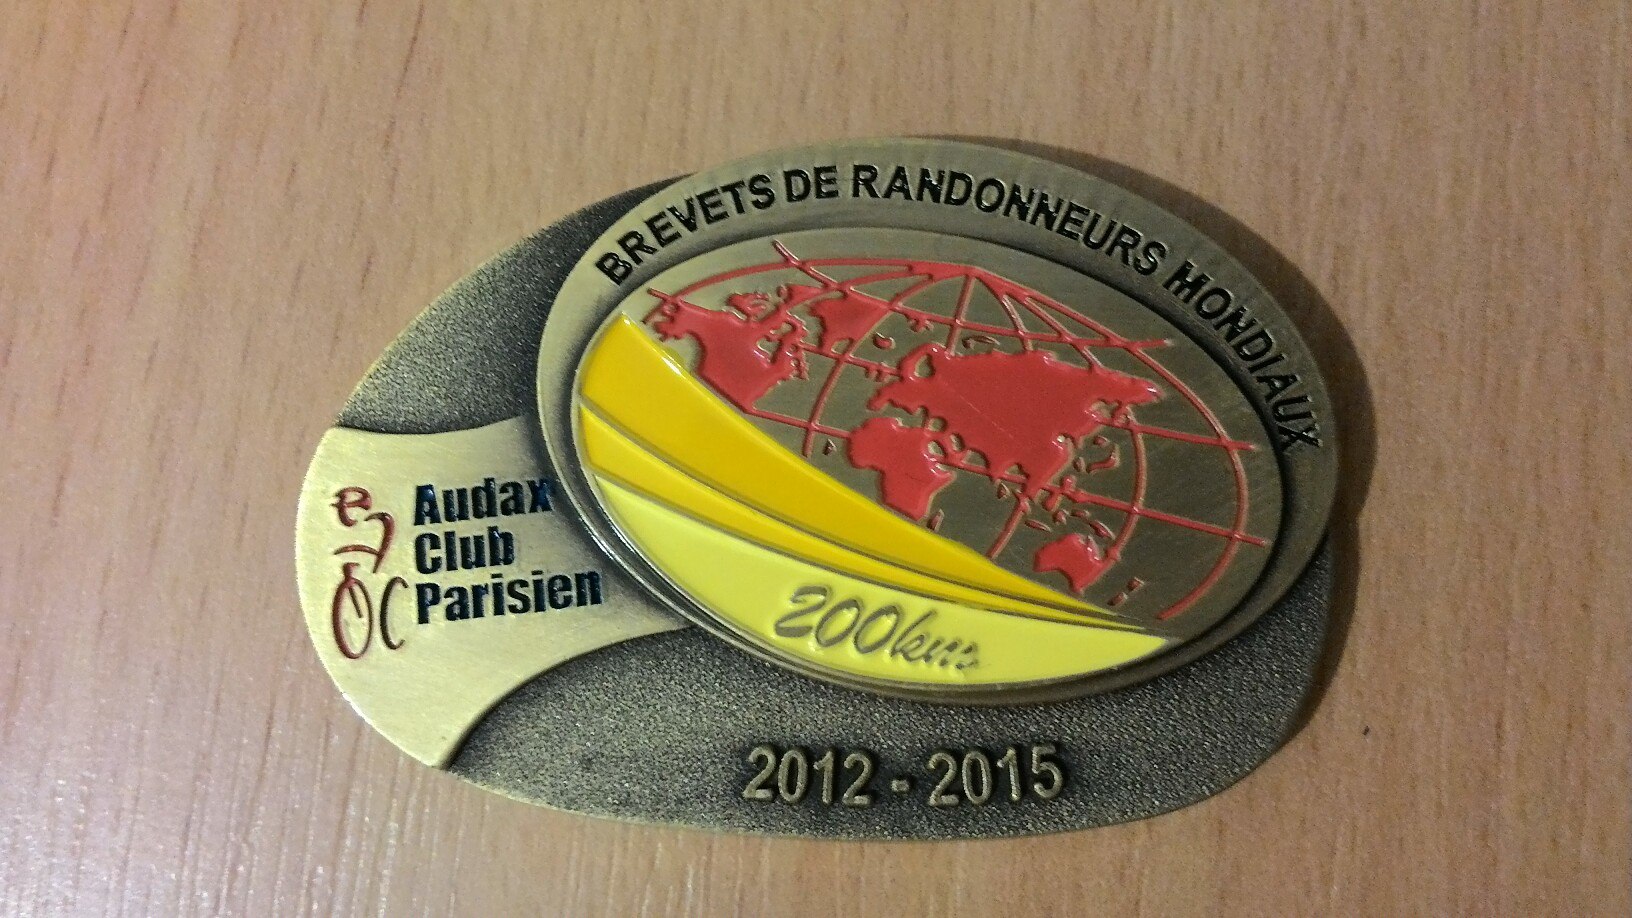 BREVETS DE RANDONNEURS MONDIAUX
Audax
Club
Parisien
200km
2012 - 2015